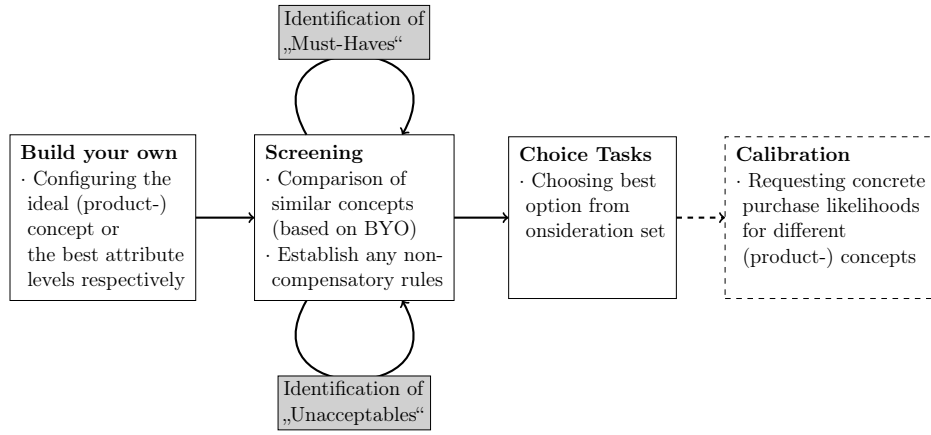 Identification of
„Must-Haves“
Build your own
· Configuring the
ideal (product-)
concept or
the best attribute
levels respectively
Screening
· Comparison of
similar concepts
(based on BYO)
· Establish any non-
compensatory rules
Choice Tasks
· Choosing best
option from
onsideration set
Calibration
· Requesting concrete
purchase likelihoods
for different
(product-) concepts
Identification of
„Unacceptables“